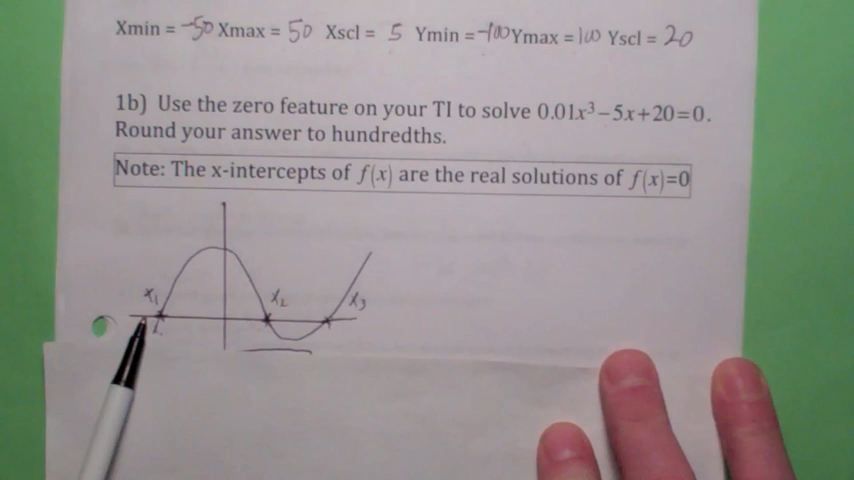 Xmin = -50 Xmax = 50 Xscl = 5 Ymin = -100 Ymax = 100 Yscl = 20
1b) Use the zero feature on your TI to solve 0.01x³−5x+20=0.
Round your answer to hundredths.
Note: The x-intercepts of f(x) are the real solutions of f(x)=0
x₁ x₂ x₃